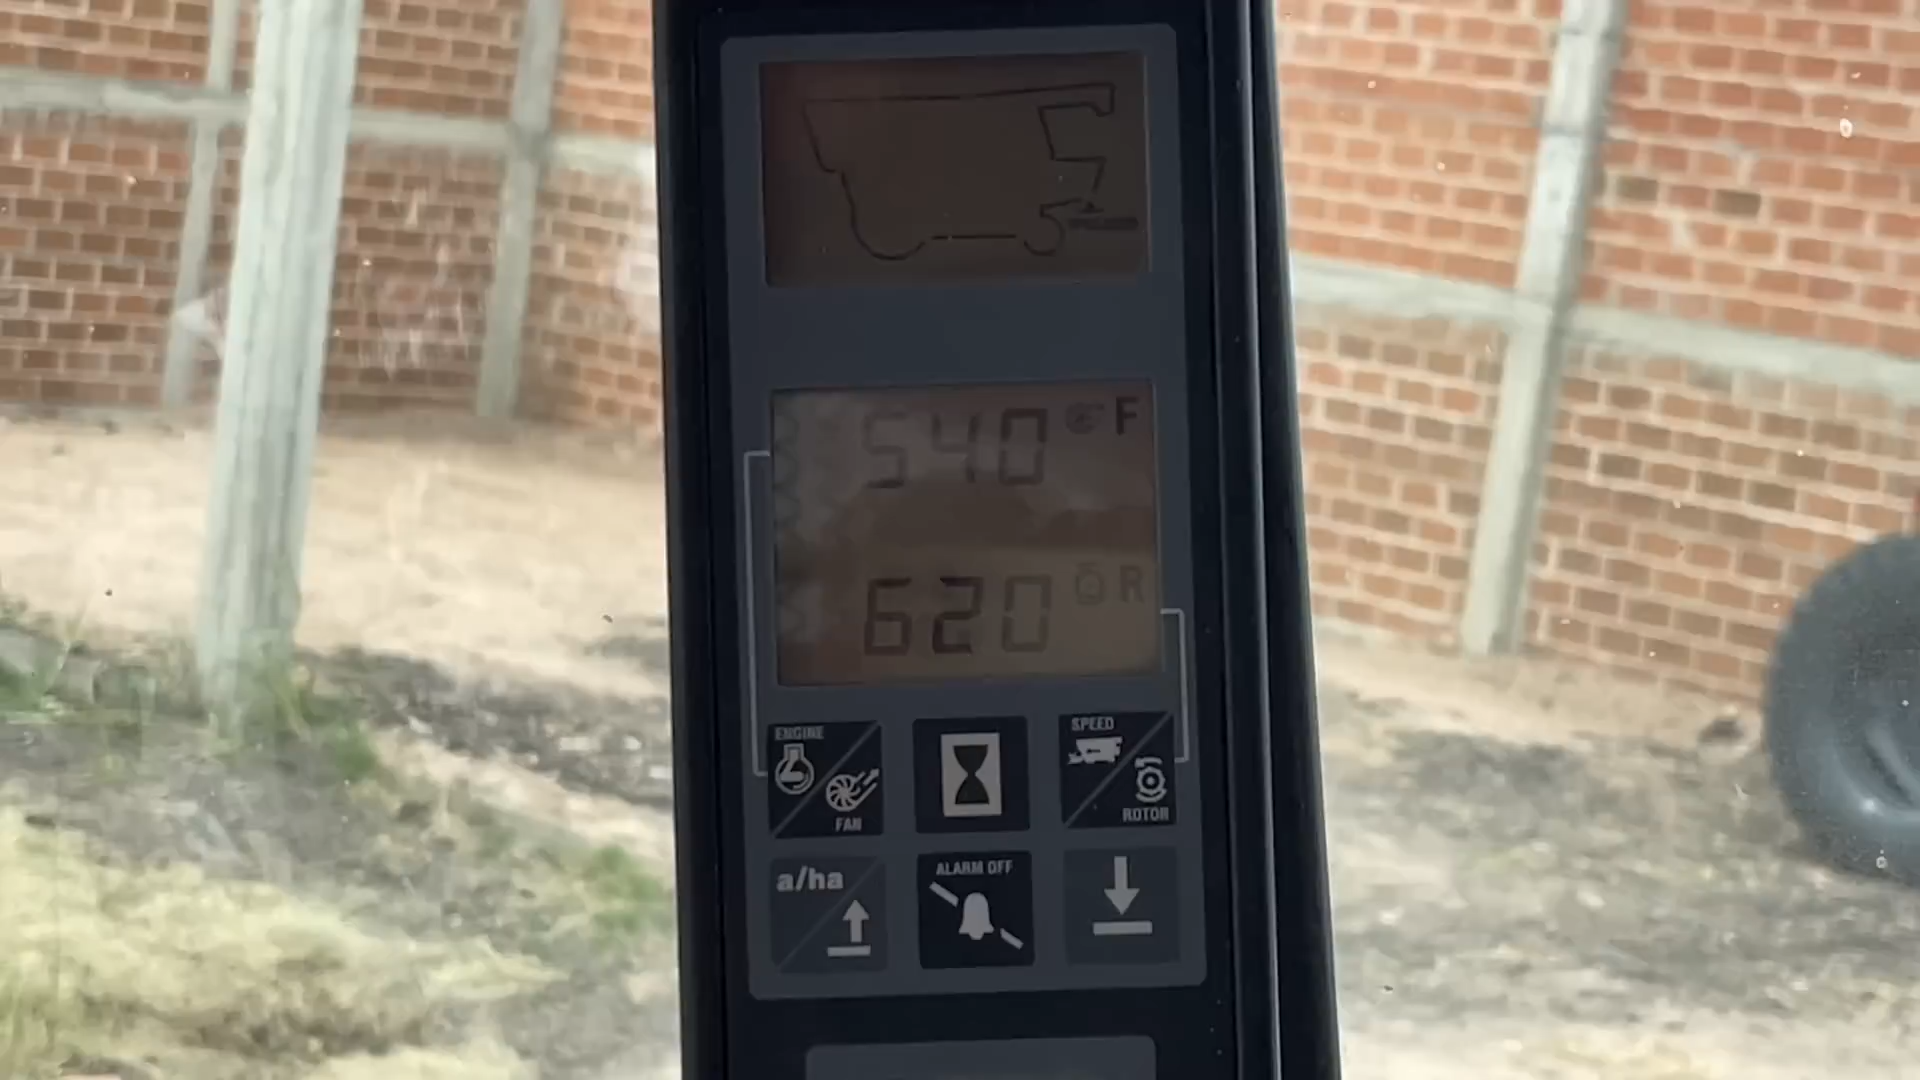 540 F
620 R
ENGINE
FAN
SPEED
ROTOR
a/ha
ALARM OFF